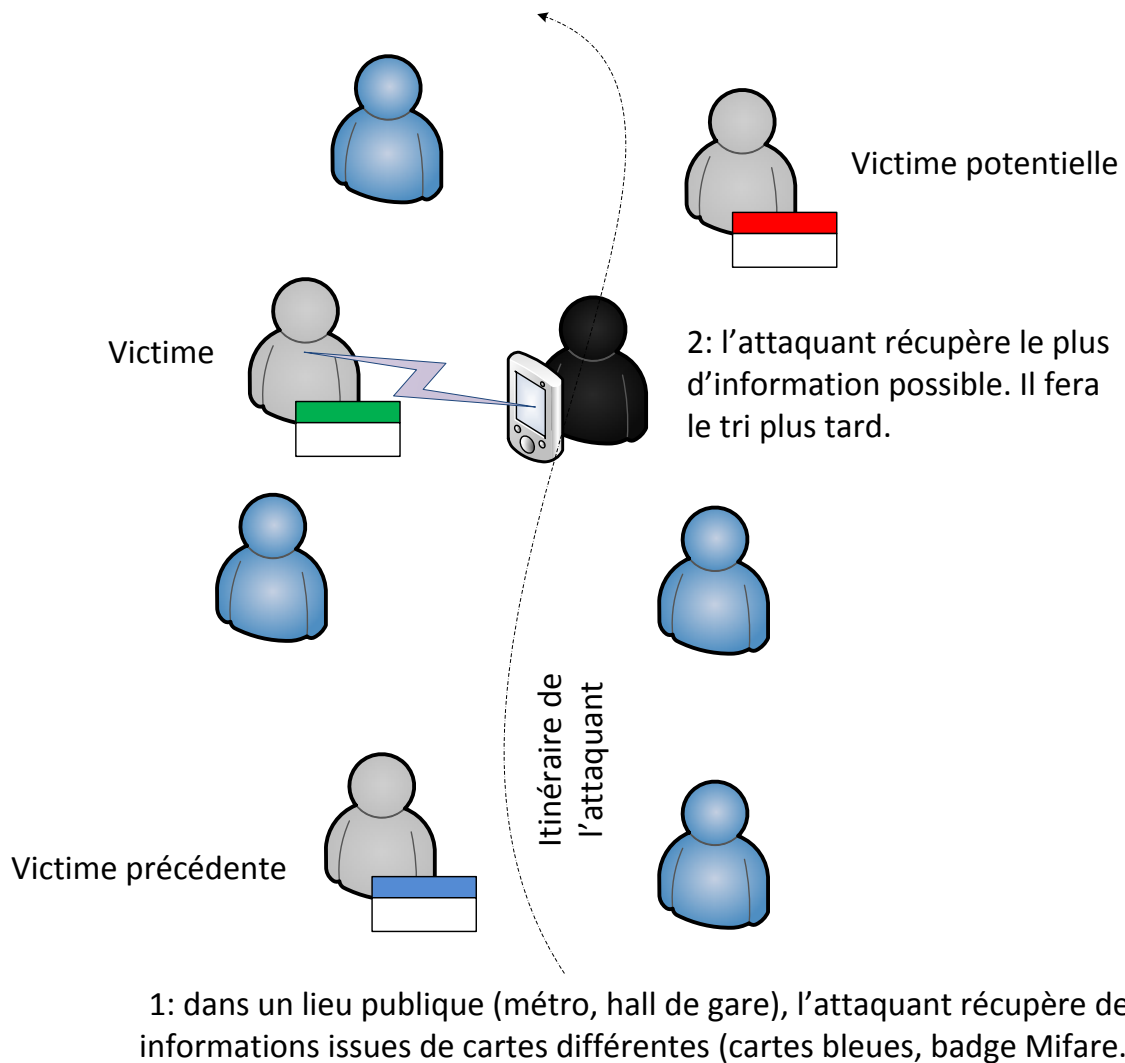 Victime potentielle
Victime
2: l’attaquant récupère le plus
d’information possible. Il fera
le tri plus tard.
Itinéraire de
l’attaquant
Victime précédente
1: dans un lieu publique (métro, hall de gare), l’attaquant récupère de
informations issues de cartes différentes (cartes bleues, badge Mifare.